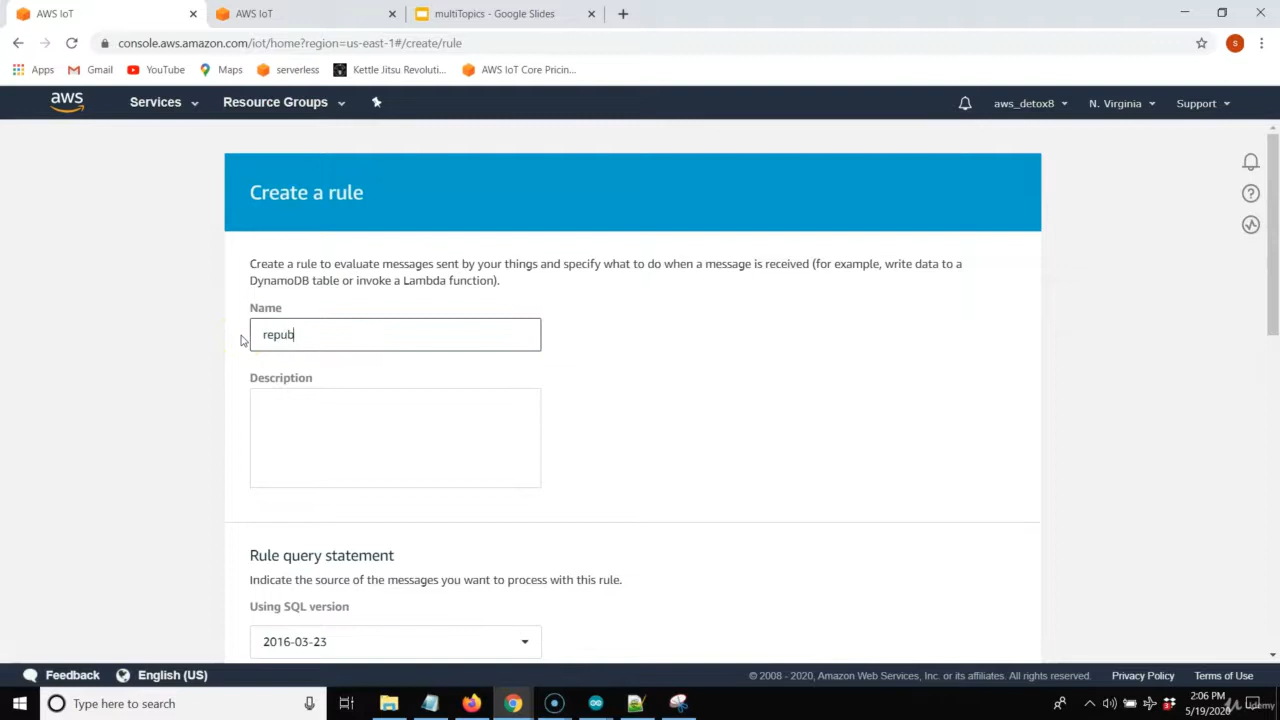 AWS IoT
AWS IoT
multiTopics - Google Slides
console.aws.amazon.com/iot/home?region=us-east-1#/create/rule
S
Apps
Gmail
YouTube
Maps
serverless
Kettle Jitsu Revoluti...
AWS IoT Core Pricin...
aws
Services
Resource Groups
aws_detox8
N. Virginia
Support
Create a rule
Create a rule to evaluate messages sent by your things and specify what to do when a message is received (for example, write data to a
DynamoDB table or invoke a Lambda function).
Name
repub
Description
Rule query statement
Indicate the source of the messages you want to process with this rule.
Using SQL version
2016-03-23
Feedback
English (US)
© 2008 - 2020, Amazon Web Services, Inc. or its affiliates. All rights reserved.
Privacy Policy
Terms of Use
Type here to search
2:06 PM
5/19/2020
Udemy